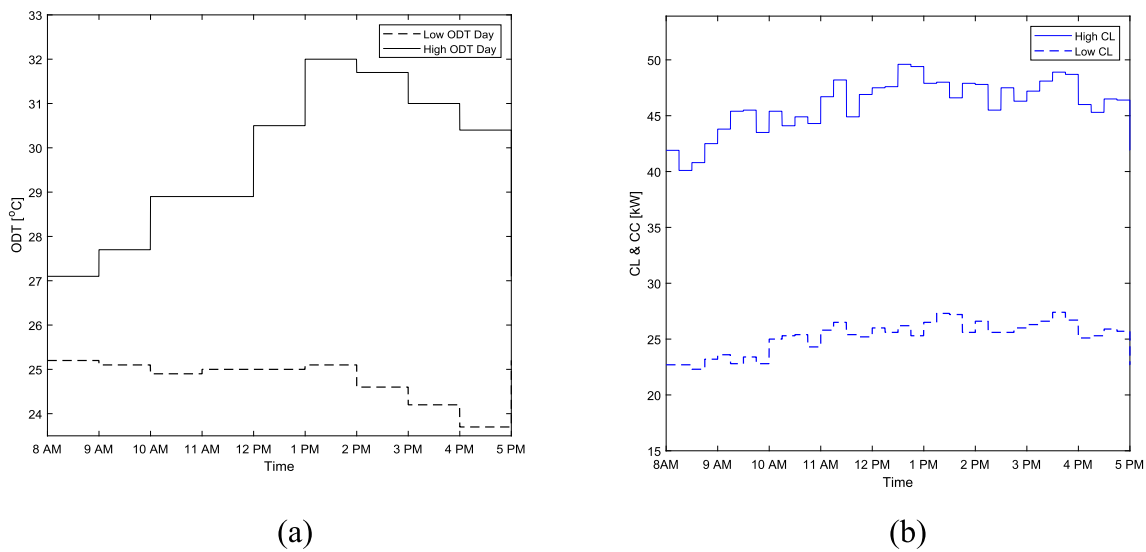 33
32
31
30
29
28
27
26
25
24
ODT [°C]
8 AM 9 AM 10 AM 11 AM 12 PM 1 PM 2 PM 3 PM 4 PM 5 PM
Time
Low ODT Day
High ODT Day
(a)
50
45
40
35
30
25
20
15
CL & CC [kW]
8AM 9 AM 10 AM 11 AM 12 PM 1 PM 2 PM 3 PM 4 PM 5 PM
Time
High CL
Low CL
(b)